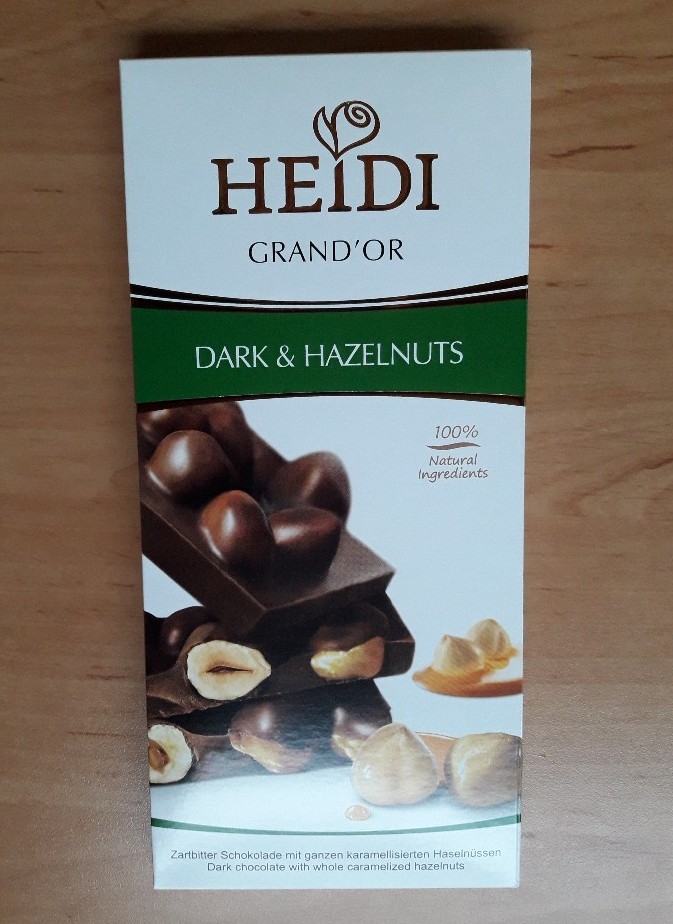 HEIDI
GRAND'OR
DARK & HAZELNUTS
100%
Natural
Ingredients
Zartbitter Schokolade mit ganzen karamellisierten Haselnüssen
Dark chocolate with whole caramelized hazelnuts